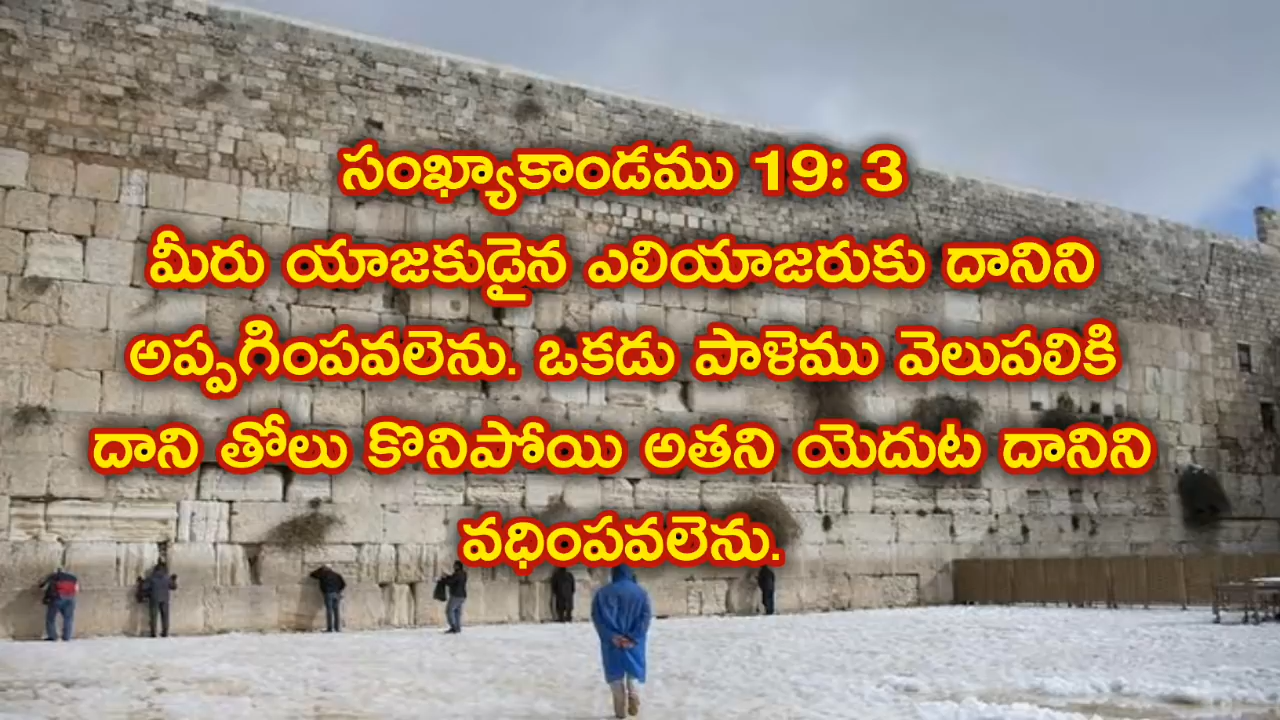 సంఖ్యాకాండము 19: 3
మీరు యాజకుడైన ఎలియాజరుకు దానిని
అప్పగింపవలెను. ఒకడు పాళెము వెలుపలికి
దాని తోలు కొనిపోయి అతని యెదుట దానిని
వధింపవలెను.